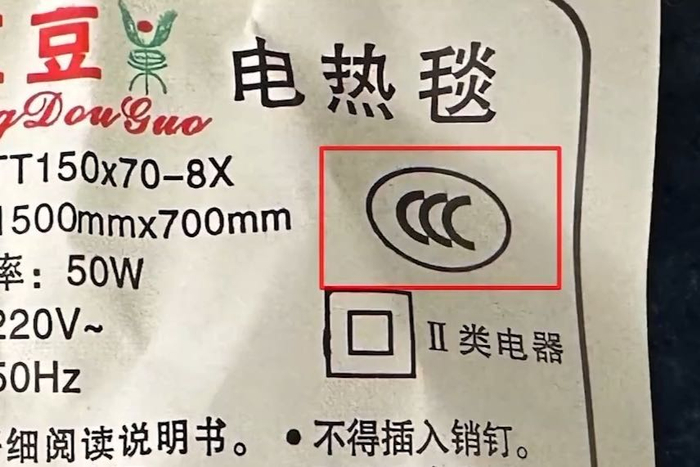 豆
gDouGuo
电热毯
TT150x70-8X
1500mmx700mm
CCC
率：50W
220V~
50Hz
II类电器
细阅读说明书。•不得插入销钉。